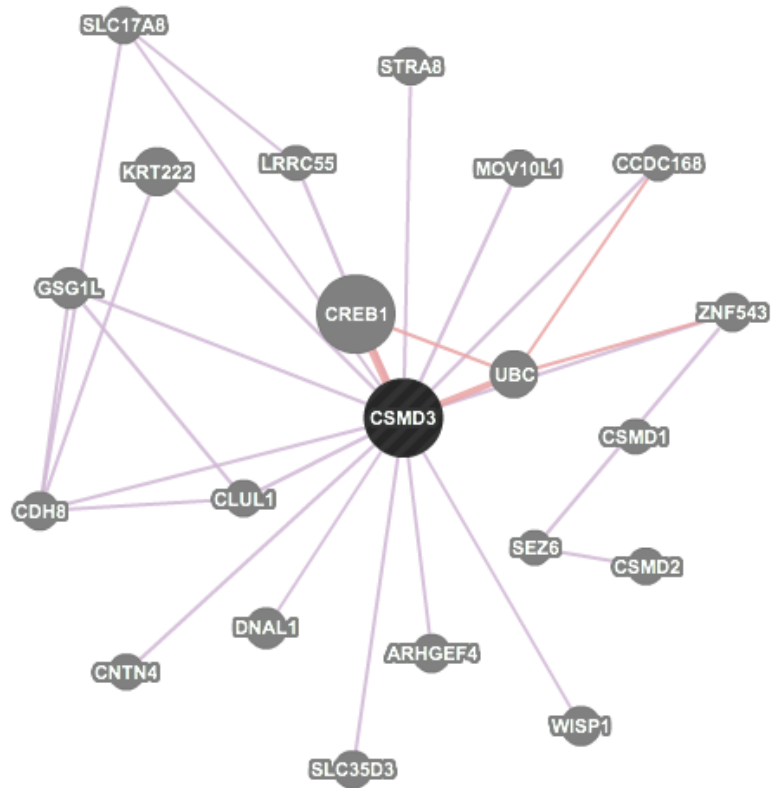 SLC17A8
STRA8
LRRC55
CCDC168
KRT222
MOV10L1
GSG1L
CREB1
ZNF543
UBC
CSMD3
CSMD1
CLUL1
CDH8
SEZ6
CSMD2
DNAL1
ARHGEF4
CNTN4
WISP1
SLC35D3